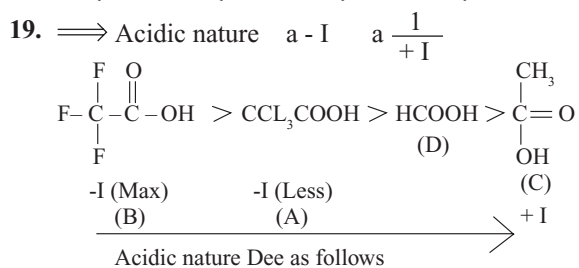 19. ⟹ Acidic nature a - I a 1/+ I
F O CH3
F– C – C – OH > CCL3COOH > HCOOH > C = O
F (D) OH
-I (Max) -I (Less) (C)
(B) (A) + I
Acidic nature Dee as follows